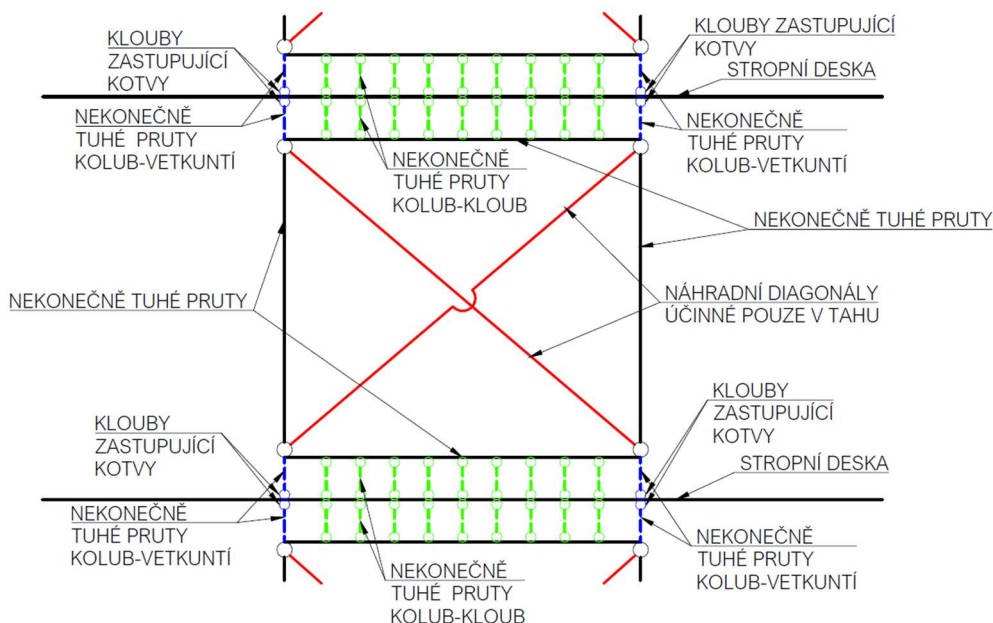 KLOUBY
ZASTUPUJÍCÍ
KOTVY
NEKONEČNĚ
TUHÉ PRUTY
KOLUB-VETKUNTÍ
KLOUBY ZASTUPUJÍCÍ
KOTVY
STROPNÍ DESKA
NEKONEČNĚ
TUHÉ PRUTY
KOLUB-VETKUNTÍ
NEKONEČNĚ
TUHÉ PRUTY
KOLUB-KLOUB
NEKONEČNĚ TUHÉ PRUTY
NEKONEČNĚ TUHÉ PRUTY
NÁHRADNÍ DIAGONÁLY
ÚČINNÉ POUZE V TAHU
KLOUBY
ZASTUPUJÍCÍ
KOTVY
KLOUBY
ZASTUPUJÍCÍ
KOTVY
STROPNÍ DESKA
NEKONEČNĚ
TUHÉ PRUTY
KOLUB-VETKUNTÍ
NEKONEČNĚ
TUHÉ PRUTY
KOLUB-KLOUB
NEKONEČNĚ
TUHÉ PRUTY
KOLUB-VETKUNTÍ